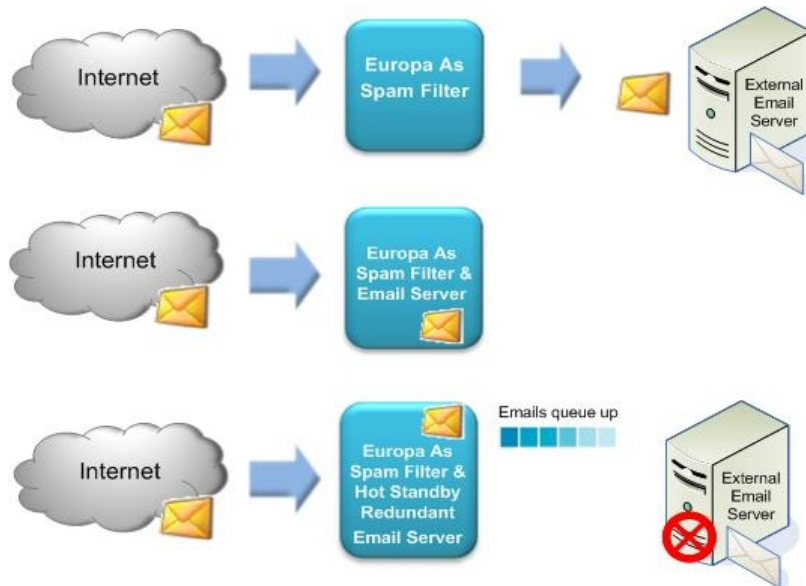 Internet
Europa As
Spam Filter
External
Email
Server
Internet
Europa As
Spam Filter &
Email Server
Internet
Europa As
Spam Filter &
Hot Standby
Redundant
Email Server
Emails queue up
External
Email
Server